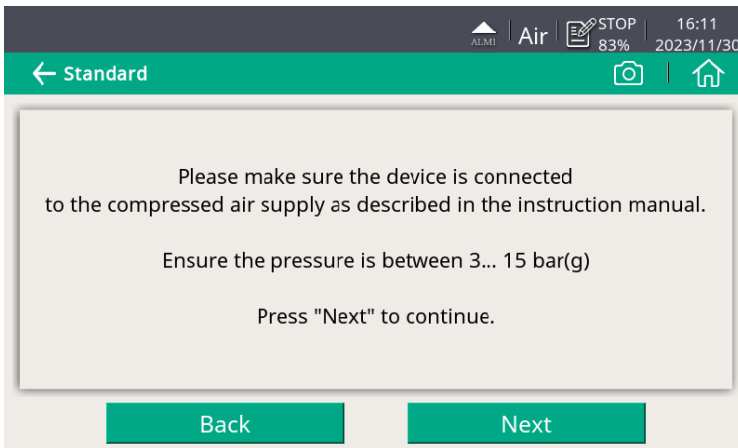 ALMI
Air
STOP
83%
16:11
2023/11/30
Standard
Please make sure the device is connected
to the compressed air supply as described in the instruction manual.
Ensure the pressure is between 3... 15 bar(g)
Press "Next" to continue.
Back
Next